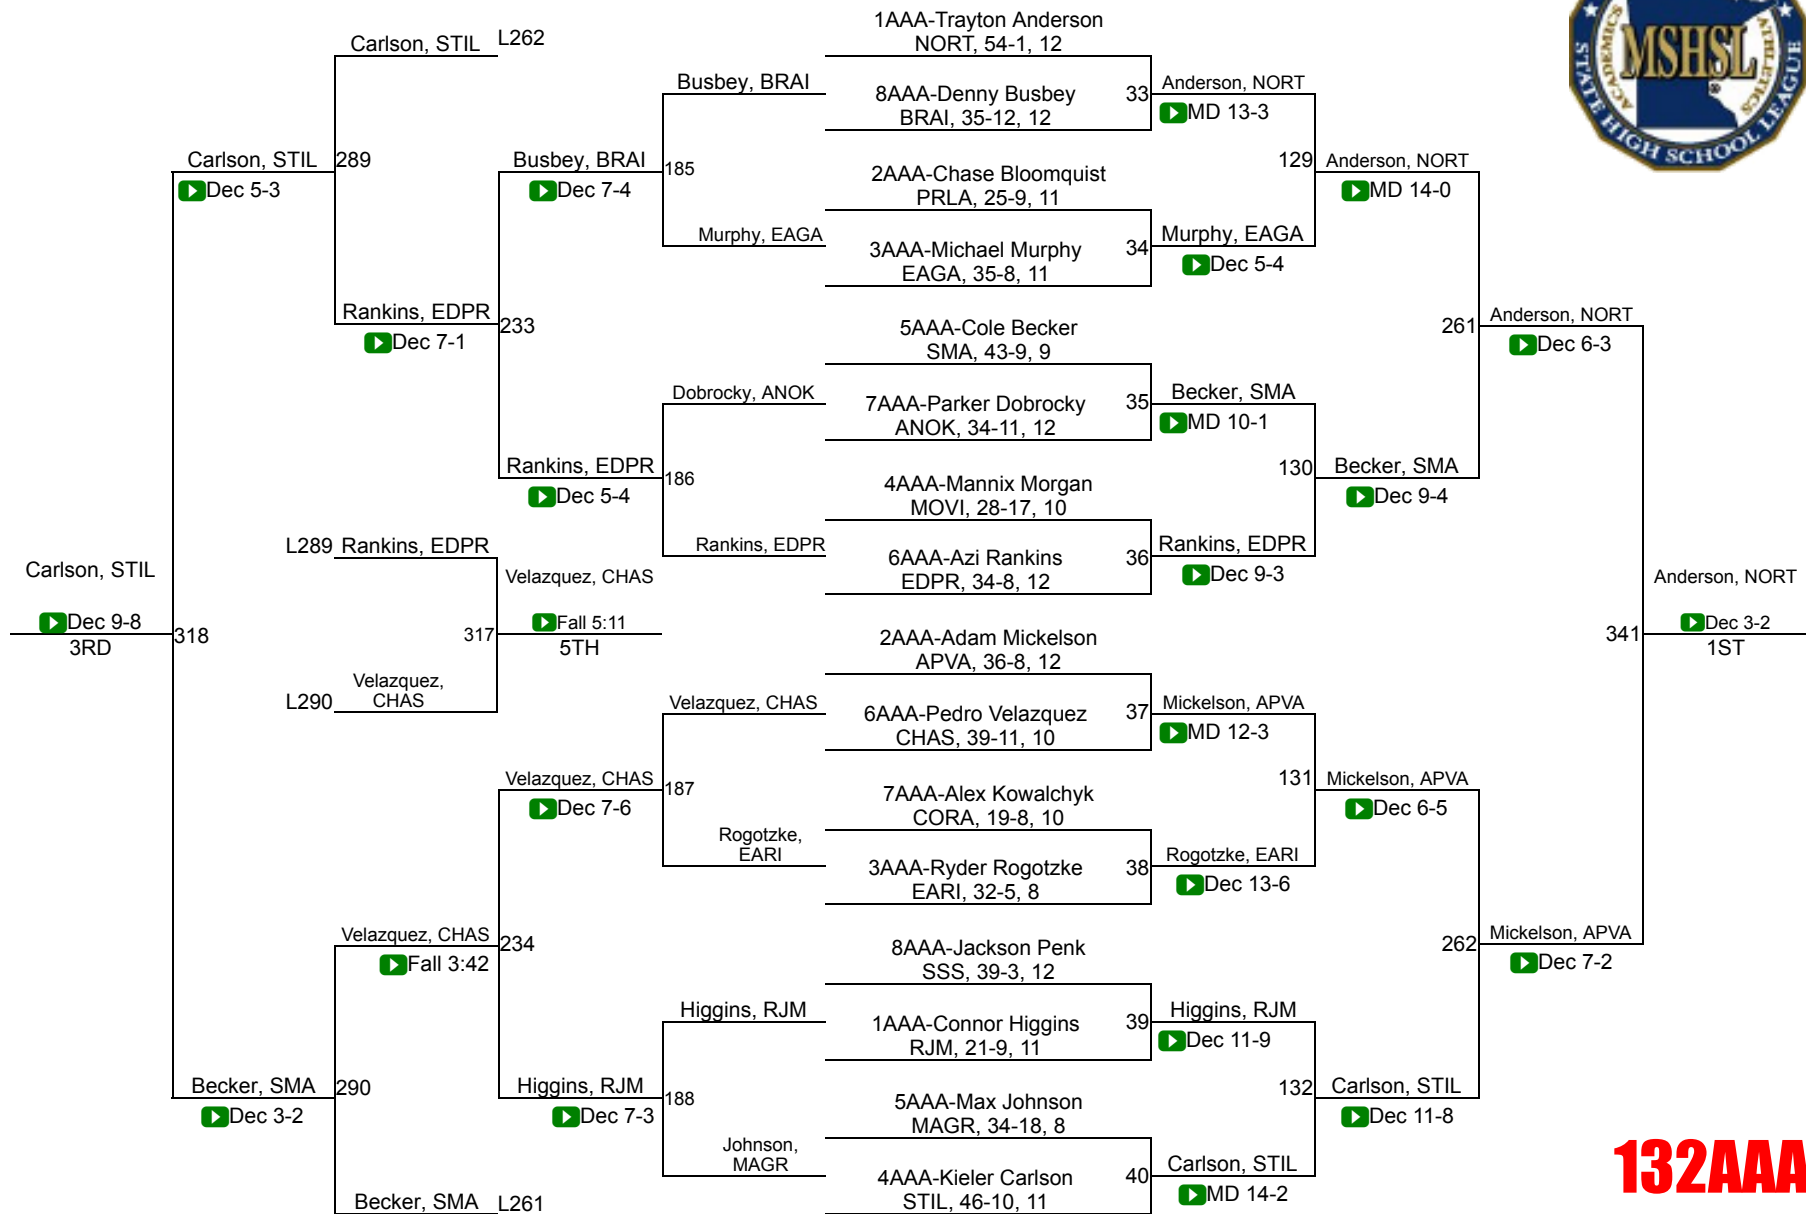 1AAA-Trayton Anderson
NORT, 54-1, 12
Carlson, STIL L262
Busbey, BRAI
8AAA-Denny Busbey
BRAI, 35-12, 12
33 Anderson, NORT
MD 13-3
MSHSL
ACADEMICS
ATHLETICS
STATE HIGH SCHOOL LEAGUE
Carlson, STIL 289
Dec 5-3
Busbey, BRAI 185
Dec 7-4
2AAA-Chase Bloomquist
PRLA, 25-9, 11
129 Anderson, NORT
MD 14-0
Murphy, EAGA
3AAA-Michael Murphy
EAGA, 35-8, 11
34 Murphy, EAGA
Dec 5-4
Rankins, EDPR 233
Dec 7-1
5AAA-Cole Becker
SMA, 43-9, 9
261 Anderson, NORT
Dec 6-3
Dobrocky, ANOK
7AAA-Parker Dobrocky
ANOK, 34-11, 12
35 Becker, SMA
MD 10-1
Rankins, EDPR 186
Dec 5-4
4AAA-Mannix Morgan
MOVI, 28-17, 10
130 Becker, SMA
Dec 9-4
L289 Rankins, EDPR
Rankins, EDPR
6AAA-Azi Rankins
EDPR, 34-8, 12
36 Rankins, EDPR
Dec 9-3
Carlson, STIL
Dec 9-8
3RD
318
Velazquez, CHAS
317
Fall 5:11
5TH
Anderson, NORT
341
Dec 3-2
1ST
2AAA-Adam Mickelson
APVA, 36-8, 12
L290 Velazquez,
CHAS
Velazquez, CHAS
6AAA-Pedro Velazquez
CHAS, 39-11, 10
37 Mickelson, APVA
MD 12-3
Velazquez, CHAS 187
Dec 7-6
7AAA-Alex Kowalchyk
CORA, 19-8, 10
131 Mickelson, APVA
Dec 6-5
Rogotzke,
EARI
3AAA-Ryder Rogotzke
EARI, 32-5, 8
38 Rogotzke, EARI
Dec 13-6
Velazquez, CHAS 234
Fall 3:42
8AAA-Jackson Penk
SSS, 39-3, 12
262 Mickelson, APVA
Dec 7-2
Higgins, RJM
1AAA-Connor Higgins
RJM, 21-9, 11
39 Higgins, RJM
Dec 11-9
Becker, SMA 290
Dec 3-2
Higgins, RJM 188
Dec 7-3
5AAA-Max Johnson
MAGR, 34-18, 8
132 Carlson, STIL
Dec 11-8
Johnson,
MAGR
4AAA-Kieler Carlson
STIL, 46-10, 11
40 Carlson, STIL
MD 14-2
Becker, SMA L261
132AAA